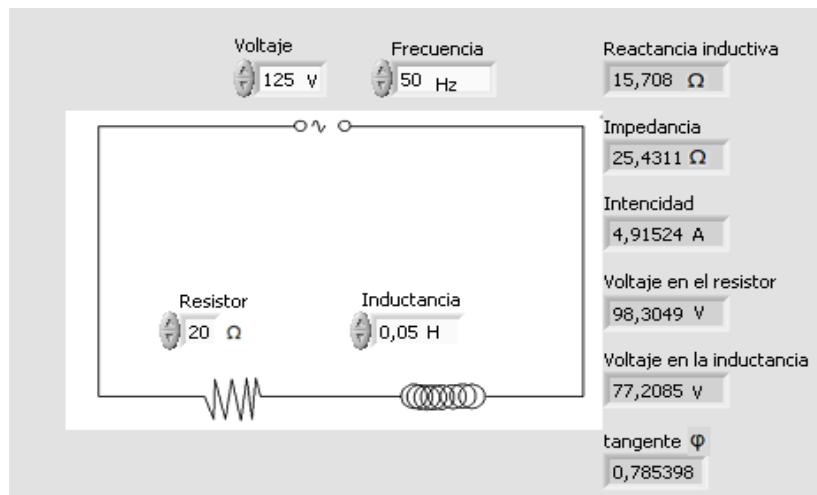 Voltaje
125 V
Frecuencia
50 Hz
Resistor
20 Ω
Inductancia
0,05 H
Reactancia inductiva
15,708 Ω
Impedancia
25,4311 Ω
Intencidad
4,91524 A
Voltaje en el resistor
98,3049 V
Voltaje en la inductancia
77,2085 V
tangente φ
0,785398